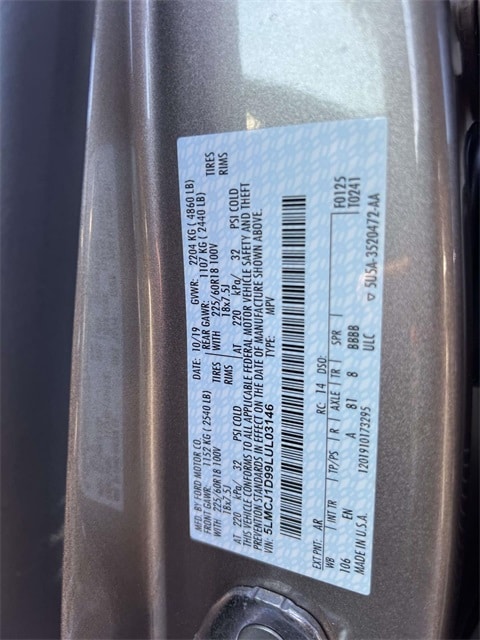 MFD. BY FORD MOTOR CO. DATE: 10/19 GVWR: 2204 KG ( 4860 LB)
FRONT GAWR: 1152 KG ( 2540 LB) REAR GAWR: 1107 KG ( 2440 LB)
WITH 225/60R18 100V TIRES WITH 225/60R18 100V TIRES
18x7.5J RIMS 18x7.5J RIMS
AT 220 kPa/ 32 PSI COLD AT 220 kPa/ 32 PSI COLD
THIS VEHICLE CONFORMS TO ALL APPLICABLE FEDERAL MOTOR VEHICLE SAFETY AND THEFT
PREVENTION STANDARDS IN EFFECT ON THE DATE OF MANUFACTURE SHOWN ABOVE.
VIN: 5LMCJ1D99LUL03146 TYPE: MPV
F0125
T0241
EXT PNT: AR RC: 14 DSO:
WB INT TR TP/PS R AXLE TR SPR
106 EN A 81 8 BBBB
ULC
MADE IN U.S.A. 1201910173295 5U5A-3520472-AA